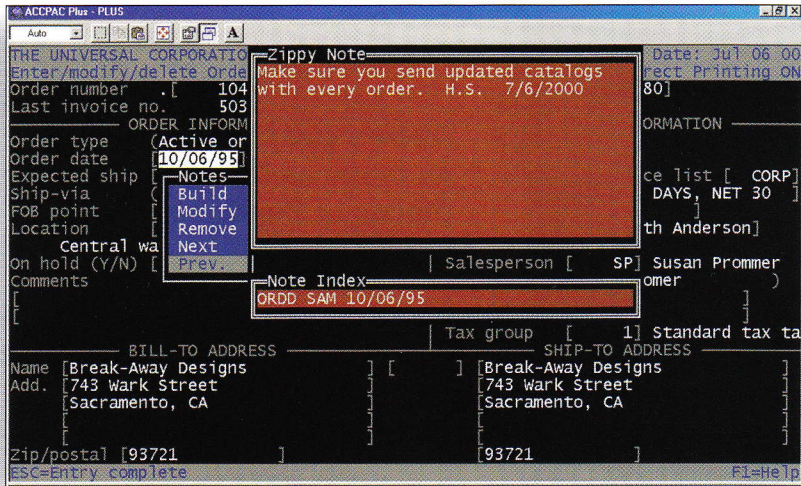 ACCPAC Plus - PLUS
Auto
THE UNIVERSAL CORPORATIO Date: Jul 06 00
Enter/modify/delete Orde rect Printing ON
Order number .[ 104 80]
Last invoice no. 503
ORDER INFORM ORMATION
Order type (Active or
Order date [10/06/95]
Expected ship [ ce list [ CORP]
Ship-via ( DAYS, NET 30 ]
FOB point [ ]
Location [ th Anderson]
Central wa
On hold (Y/N) [ | Salesperson [ SP] Susan Prommer
Comments omer )
[ ]
[ ]
| Tax group [ 1] Standard tax ta
Zippy Note
Make sure you send updated catalogs
with every order. H.S. 7/6/2000
Notes
Build
Modify
Remove
Next
Prev.
Note Index
ORDD SAM 10/06/95
BILL-TO ADDRESS SHIP-TO ADDRESS
Name [Break-Away Designs ] [ ] [Break-Away Designs ]
Add. [743 Wark Street ] [743 Wark Street ]
[Sacramento, CA ] [Sacramento, CA ]
[ ] [ ]
[ ] [ ]
Zip/postal [93721 ] [93721 ]
ESC=Entry complete F1=Help